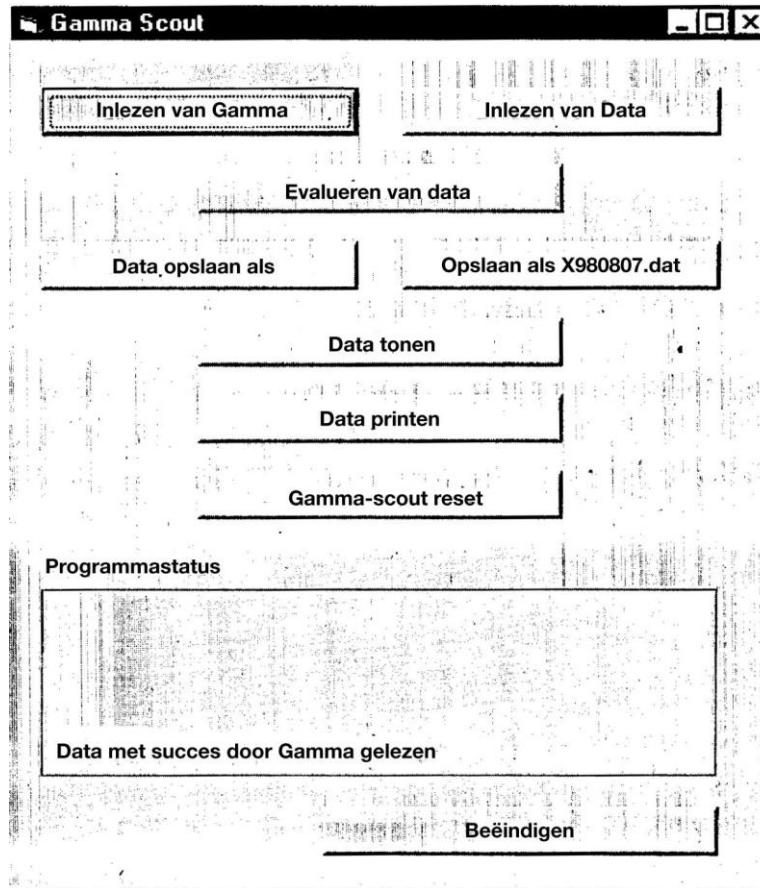 Gamma Scout
Inlezen van Gamma
Inlezen van Data
Evalueren van data
Data opslaan als
Opslaan als X980807.dat
Data tonen
Data printen
Gamma-scout reset
Programmastatus
Data met succes door Gamma gelezen
Beëindigen